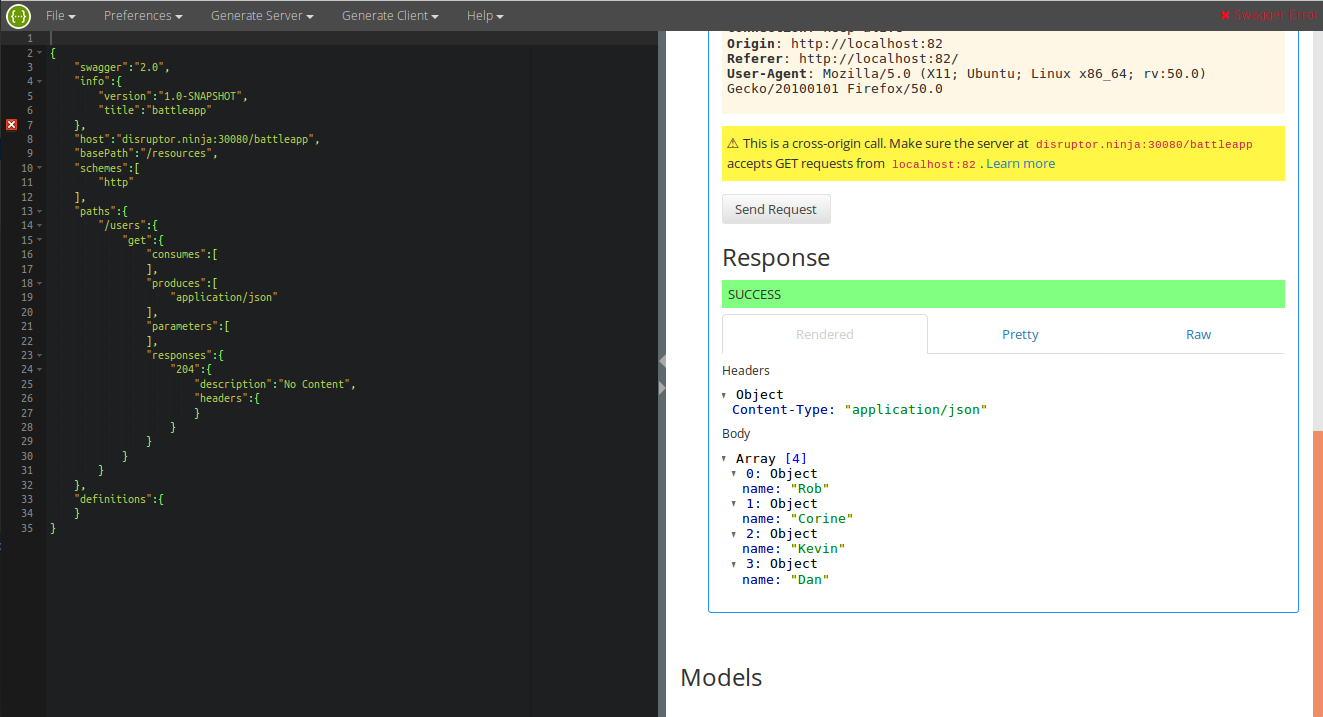 File Preferences Generate Server Generate Client Help
✖ Swagger Error
1
2 {
3 "swagger":"2.0",
4 "info":{
5 "version":"1.0-SNAPSHOT",
6 "title":"battleapp"
7 },
8 "host":"disruptor.ninja:30080/battleapp",
9 "basePath":"/resources",
10 "schemes":[
11 "http"
12 ],
13 "paths":{
14 "/users":{
15 "get":{
16 "consumes":[
17 ],
18 "produces":[
19 "application/json"
20 ],
21 "parameters":[
22 ],
23 "responses":{
24 "204":{
25 "description":"No Content",
26 "headers":{
27 }
28 }
29 }
30 }
31 }
32 },
33 "definitions":{
34 }
35 }
Connection: keep-alive
Origin: http://localhost:82
Referer: http://localhost:82/
User-Agent: Mozilla/5.0 (X11; Ubuntu; Linux x86_64; rv:50.0)
Gecko/20100101 Firefox/50.0
⚠ This is a cross-origin call. Make sure the server at disruptor.ninja:30080/battleapp
accepts GET requests from localhost:82 . Learn more
Send Request
Response
SUCCESS
Rendered Pretty Raw
Headers
Object
Content-Type: "application/json"
Body
Array [4]
0: Object
name: "Rob"
1: Object
name: "Corine"
2: Object
name: "Kevin"
3: Object
name: "Dan"
Models